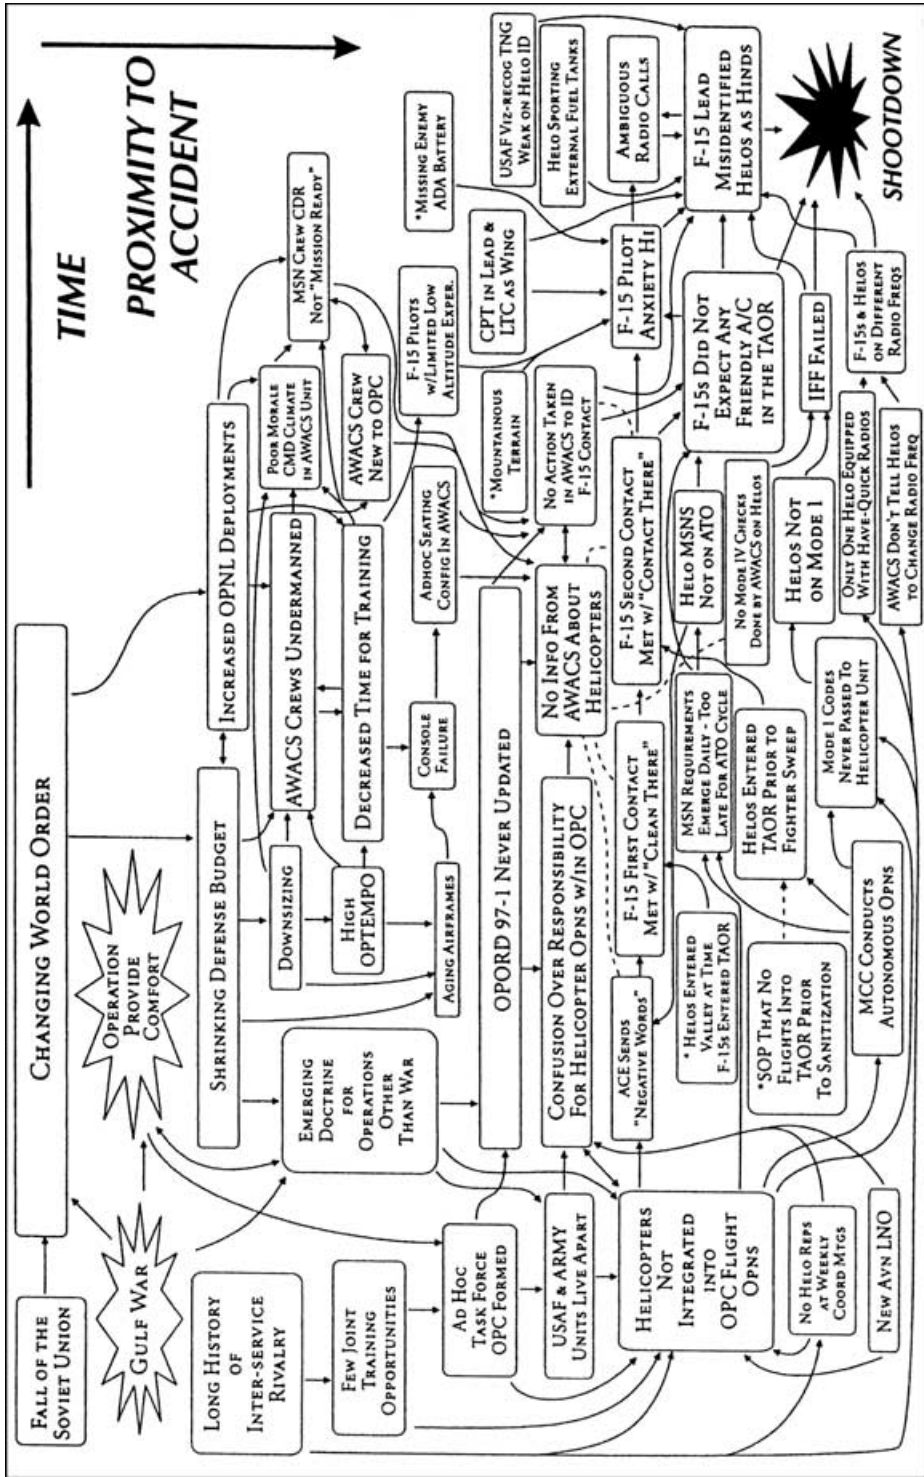 TIME
PROXIMITY TO
ACCIDENT
FALL OF THE
SOVIET UNION
CHANGING WORLD ORDER
GULF WAR
OPERATION
PROVIDE
COMFORT
LONG HISTORY
OF
INTER-SERVICE
RIVALRY
SHRINKING DEFENSE BUDGET
INCREASED OPNL DEPLOYMENTS
DOWNSIZING
AWACS CREWS UNDERMANNED
POOR MORALE
CMD CLIMATE
IN AWACS UNIT
MSN CREW CDR
NOT "MISSION READY"
HIGH
OPTEMPO
DECREASED TIME FOR TRAINING
AWACS CREW
NEW TO OPC
FEW JOINT
TRAINING
OPPORTUNITIES
EMERGING
DOCTRINE
FOR
OPERATIONS
OTHER
THAN WAR
AGING AIRFRAMES
CONSOLE
FAILURE
ADHOC SEATING
CONFIG IN AWACS
F-15 PILOTS
W/LIMITED LOW
ALTITUDE EXPER.
*MISSING ENEMY
ADA BATTERY
AD HOC
TASK FORCE
OPC FORMED
OPORD 97-1 NEVER UPDATED
*MOUNTAINOUS
TERRAIN
CPT IN LEAD &
LTC AS WING
USAF VIZ-RECOG TNG
WEAK ON HELO ID
HELO SPORTING
EXTERNAL FUEL TANKS
USAF & ARMY
UNITS LIVE APART
CONFUSION OVER RESPONSIBILITY
FOR HELICOPTER OPNS W/IN OPC
NO INFO FROM
AWACS ABOUT
HELICOPTERS
NO ACTION TAKEN
IN AWACS TO ID
F-15 CONTACT
F-15 PILOT
ANXIETY HI
AMBIGUOUS
RADIO CALLS
HELICOPTERS
NOT
INTEGRATED
INTO
OPC FLIGHT
OPNS
ACE SENDS
"NEGATIVE WORDS"
F-15 FIRST CONTACT
MET W/ "CLEAN THERE"
F-15 SECOND CONTACT
MET W/ "CONTACT THERE"
F-15s DID NOT
EXPECT ANY
FRIENDLY A/C
IN THE TAOR
F-15 LEAD
MISIDENTIFIED
HELOS AS HINDS
* HELOS ENTERED
VALLEY AT TIME
F-15s ENTERED TAOR
MSN REQUIREMENTS
EMERGE DAILY - TOO
LATE FOR ATO CYCLE
HELO MSNS
NOT ON ATO
NO MODE IV CHECKS
DONE BY AWACS ON HELOS
*SOP THAT NO
FLIGHTS INTO
TAOR PRIOR
TO SANITIZATION
HELOS ENTERED
TAOR PRIOR TO
FIGHTER SWEEP
HELOS NOT
ON MODE 1
IFF FAILED
NO HELO REPS
AT WEEKLY
COORD MTGS
MCC CONDUCTS
AUTONOMOUS OPNS
MODE 1 CODES
NEVER PASSED TO
HELICOPTER UNIT
ONLY ONE HELO EQUIPPED
WITH HAVE-QUICK RADIOS
F-15s & HELOS
ON DIFFERENT
RADIO FREQS
NEW AVN LNO
AWACS DON'T TELL HELOS
TO CHANGE RADIO FREQ
SHOOTDOWN